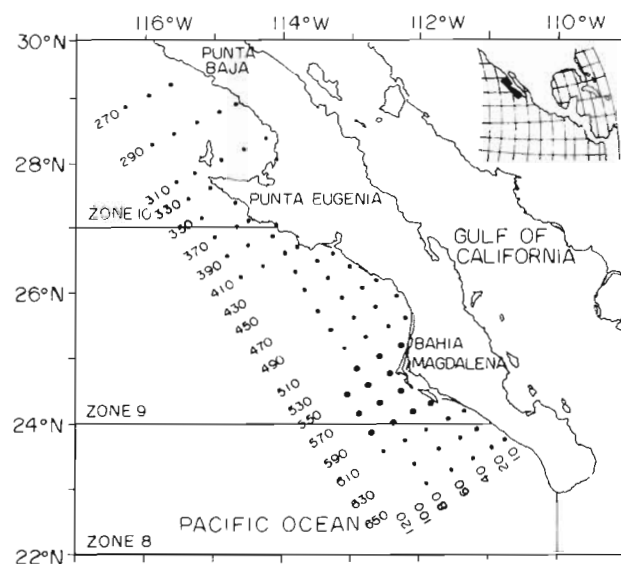 116°W 114°W 112°W 110°W
30°N
PUNTA
BAJA
270
290
28°N
310
330
PUNTA EUGENIA
ZONE 10
350
370
GULF OF
CALIFORNIA
390
410
26°N
430
450
470
490
BAHIA
MAGDALENA
510
530
ZONE 9
550
24°N
570
590
610
630
650
120
100
80
60
40
20
10
PACIFIC OCEAN
ZONE 8
22°N